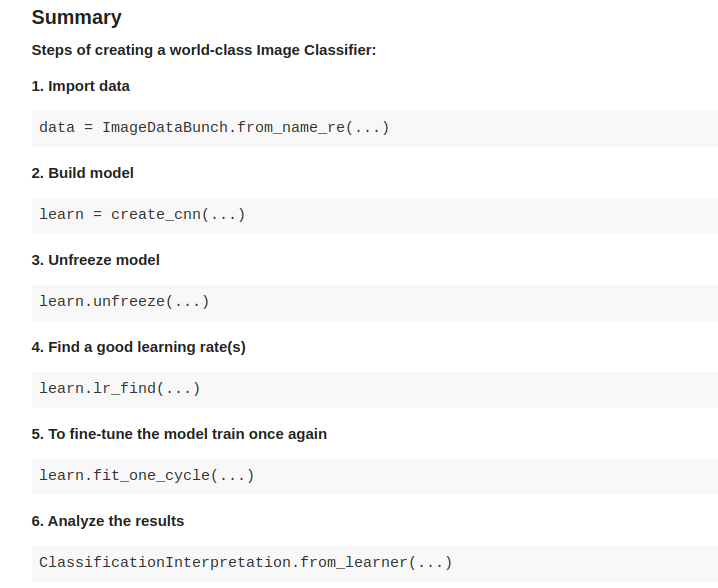 Summary
Steps of creating a world-class Image Classifier:
1. Import data
data = ImageDataBunch.from_name_re(...)
2. Build model
learn = create_cnn(...)
3. Unfreeze model
learn.unfreeze(...)
4. Find a good learning rate(s)
learn.lr_find(...)
5. To fine-tune the model train once again
learn.fit_one_cycle(...)
6. Analyze the results
ClassificationInterpretation.from_learner(...)